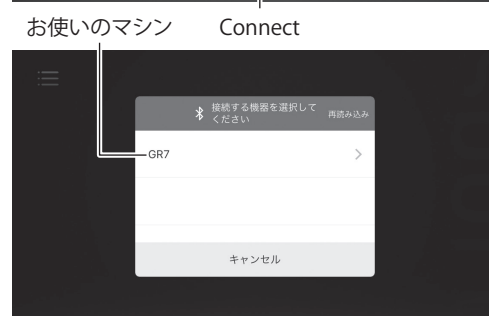 お使いのマシン
Connect
接続する機器を選択して
ください
再読み込み
GR7
キャンセル